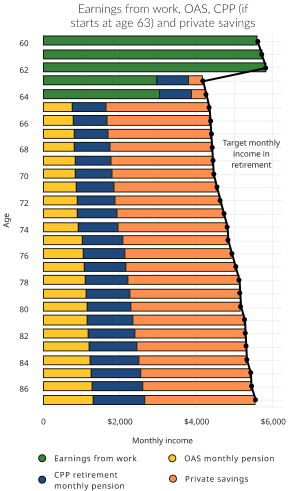 Earnings from work, OAS, CPP (if
starts at age 63) and private savings
60
62
64
66
68
70
72
74
76
78
80
82
84
86
Age
Target monthly
income in
retirement
0
$2,000
$4,000
$6,000
Monthly income
Earnings from work
OAS monthly pension
CPP retirement
monthly pension
Private savings